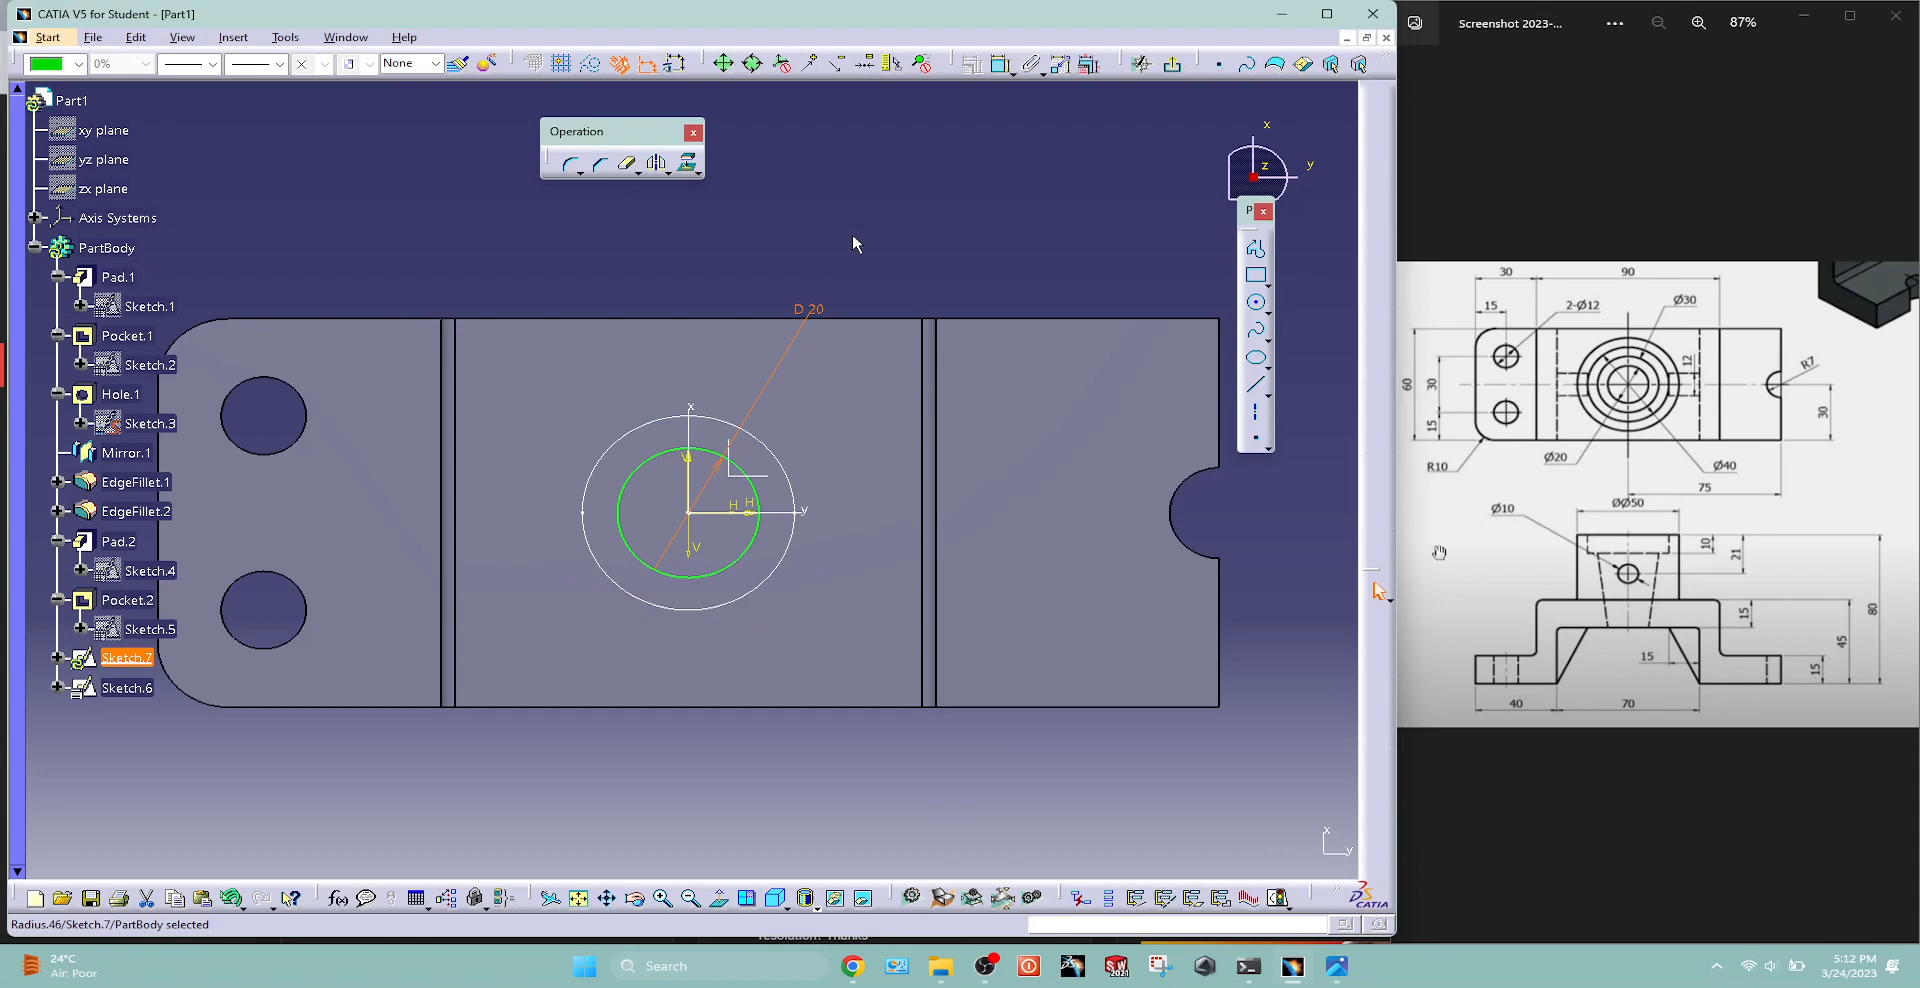 CATIA V5 for Student - [Part1]
Start File Edit View Insert Tools Window Help
0%
None
Part1
xy plane
yz plane
zx plane
Axis Systems
PartBody
Pad.1
Sketch.1
Pocket.1
Sketch.2
Hole.1
Sketch.3
Mirror.1
EdgeFillet.1
EdgeFillet.2
Pad.2
Sketch.4
Pocket.2
Sketch.5
Sketch.7
Sketch.6
Operation
D 20
x
y
H H
V
V
x
y
z
P
x
y
Radius.46/Sketch.7/PartBody selected
CATIA
Screenshot 2023-...
87%
30 90
15 2-Ø12 Ø30
60 30 15
12
R7
30
R10 Ø20 Ø40
75
Ø10 ØØ50
10 21
15 80
45
15 15
40 70
24°C
Air: Poor
Search
5:12 PM
3/24/2023